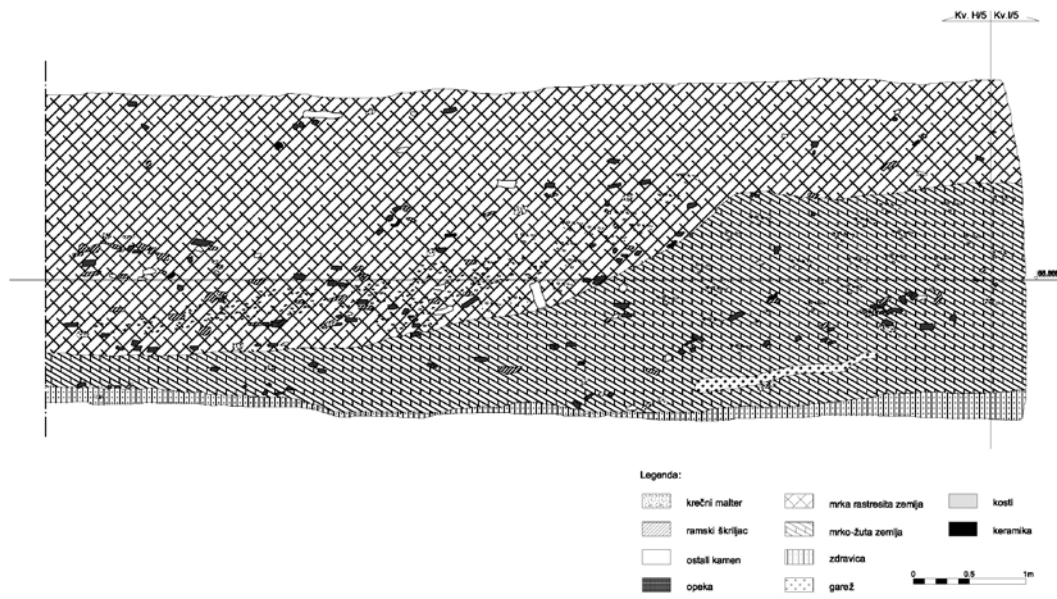 Kv. H/5 Kv.I/5
Legenda:
krečni malter
ramski škriljac
ostali kamen
opeka
mrka rastresita zemlja
mrko-žuta zemlja
zdravica
garež
kosti
keramika
0 0.5 1m